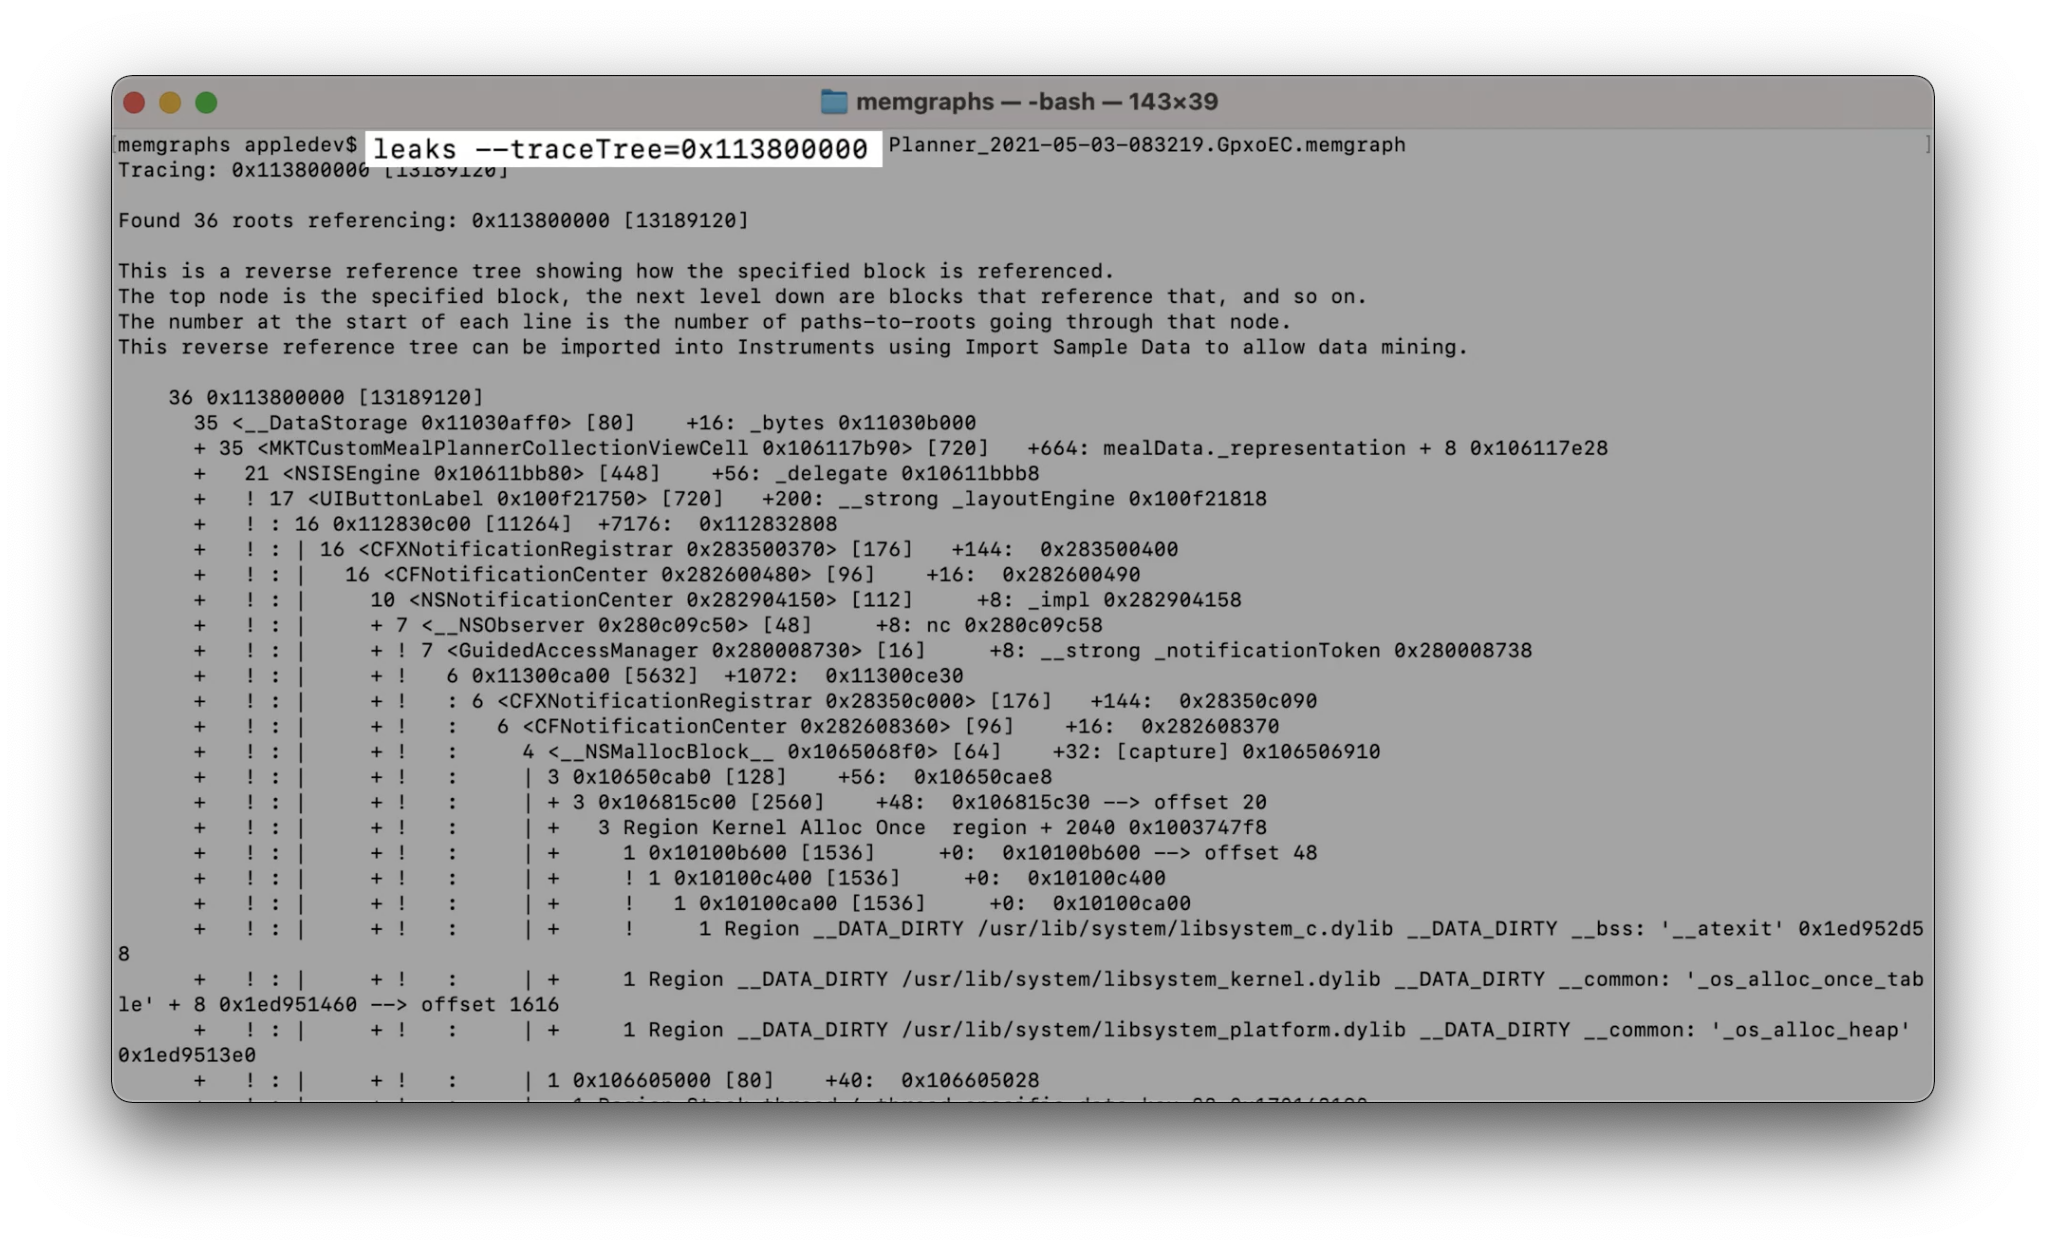 memgraphs — -bash — 143×39
[memgraphs appledev$ leaks --traceTree=0x113800000 Planner_2021-05-03-083219.GpxoEC.memgraph ]
Tracing: 0x113800000 [13189120]
Found 36 roots referencing: 0x113800000 [13189120]
This is a reverse reference tree showing how the specified block is referenced.
The top node is the specified block, the next level down are blocks that reference that, and so on.
The number at the start of each line is the number of paths-to-roots going through that node.
This reverse reference tree can be imported into Instruments using Import Sample Data to allow data mining.
36 0x113800000 [13189120]
35 <__DataStorage 0x11030aff0> [80] +16: _bytes 0x11030b000
+ 35 <MKTCustomMealPlannerCollectionViewCell 0x106117b90> [720] +664: mealData._representation + 8 0x106117e28
+ 21 <NSISEngine 0x10611bb80> [448] +56: _delegate 0x10611bbb8
+ ! 17 <UIButtonLabel 0x100f21750> [720] +200: __strong _layoutEngine 0x100f21818
+ ! : 16 0x112830c00 [11264] +7176: 0x112832808
+ ! : | 16 <CFXNotificationRegistrar 0x283500370> [176] +144: 0x283500400
+ ! : | 16 <CFNotificationCenter 0x282600480> [96] +16: 0x282600490
+ ! : | 10 <NSNotificationCenter 0x282904150> [112] +8: _impl 0x282904158
+ ! : | + 7 <__NSObserver 0x280c09c50> [48] +8: nc 0x280c09c58
+ ! : | + ! 7 <GuidedAccessManager 0x280008730> [16] +8: __strong _notificationToken 0x280008738
+ ! : | + ! 6 0x11300ca00 [5632] +1072: 0x11300ce30
+ ! : | + ! : 6 <CFXNotificationRegistrar 0x28350c000> [176] +144: 0x28350c090
+ ! : | + ! : 6 <CFNotificationCenter 0x282608360> [96] +16: 0x282608370
+ ! : | + ! : 4 <__NSMallocBlock__ 0x1065068f0> [64] +32: [capture] 0x106506910
+ ! : | + ! : | 3 0x10650cab0 [128] +56: 0x10650cae8
+ ! : | + ! : | + 3 0x106815c00 [2560] +48: 0x106815c30 --> offset 20
+ ! : | + ! : | + 3 Region Kernel Alloc Once region + 2040 0x1003747f8
+ ! : | + ! : | + 1 0x10100b600 [1536] +0: 0x10100b600 --> offset 48
+ ! : | + ! : | + ! 1 0x10100c400 [1536] +0: 0x10100c400
+ ! : | + ! : | + ! 1 0x10100ca00 [1536] +0: 0x10100ca00
+ ! : | + ! : | + ! 1 Region __DATA_DIRTY /usr/lib/system/libsystem_c.dylib __DATA_DIRTY __bss: '__atexit' 0x1ed952d5
8
+ ! : | + ! : | + 1 Region __DATA_DIRTY /usr/lib/system/libsystem_kernel.dylib __DATA_DIRTY __common: '_os_alloc_once_tab
le' + 8 0x1ed951460 --> offset 1616
+ ! : | + ! : | + 1 Region __DATA_DIRTY /usr/lib/system/libsystem_platform.dylib __DATA_DIRTY __common: '_os_alloc_heap'
0x1ed9513e0
+ ! : | + ! : | 1 0x106605000 [80] +40: 0x106605028